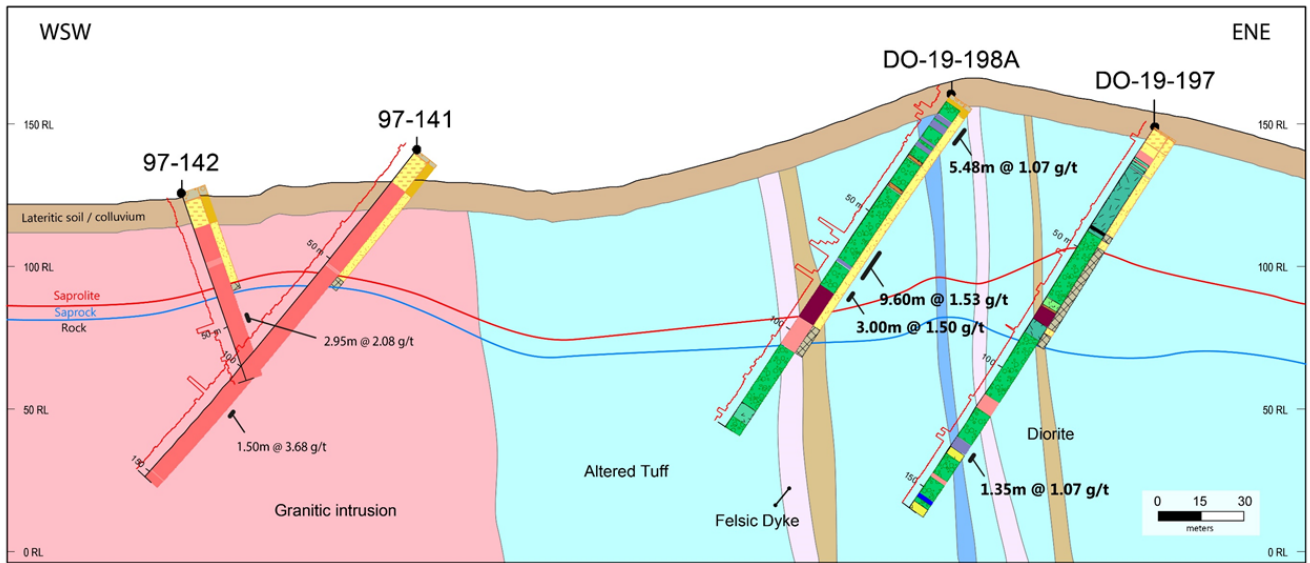 WSW
ENE
DO-19-198A
DO-19-197
97-141
97-142
150 RL
150 RL
5.48m @ 1.07 g/t
Lateritic soil / colluvium
50 m
50 m
50 m
100 RL
100 RL
Saprolite
Saprock
Rock
9.60m @ 1.53 g/t
3.00m @ 1.50 g/t
2.95m @ 2.08 g/t
50 m
100
100
100
50 RL
50 RL
1.50m @ 3.68 g/t
150
150
Altered Tuff
Diorite
1.35m @ 1.07 g/t
Granitic intrusion
Felsic Dyke
0 15 30
meters
0 RL
0 RL